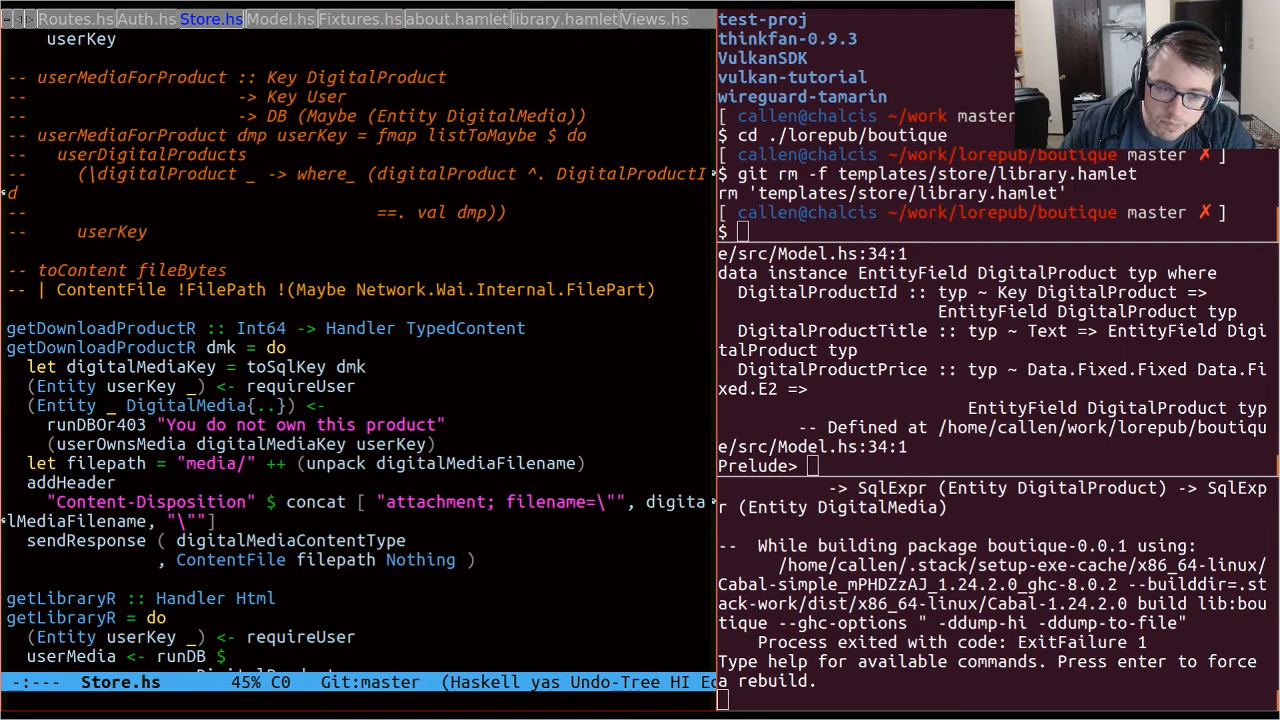 Routes.hs Auth.hs Store.hs Model.hs Fixtures.hs about.hamlet library.hamlet Views.hs
userKey
-- userMediaForProduct :: Key DigitalProduct
-- -> Key User
-- -> DB (Maybe (Entity DigitalMedia))
-- userMediaForProduct dmp userKey = fmap listToMaybe $ do
-- userDigitalProducts
-- (\digitalProduct _ -> where_ (digitalProduct ^. DigitalProductI
d
-- ==. val dmp))
-- userKey
-- toContent fileBytes
-- | ContentFile !FilePath !(Maybe Network.Wai.Internal.FilePart)
getDownloadProductR :: Int64 -> Handler TypedContent
getDownloadProductR dmk = do
let digitalMediaKey = toSqlKey dmk
(Entity userKey _) <- requireUser
(Entity _ DigitalMedia{..}) <-
runDBOr403 "You do not own this product"
(userOwnsMedia digitalMediaKey userKey)
let filepath = "media/" ++ (unpack digitalMediaFilename)
addHeader
"Content-Disposition" $ concat [ "attachment; filename=\"", digita
lMediaFilename, "\""]
sendResponse ( digitalMediaContentType
, ContentFile filepath Nothing )
getLibraryR :: Handler Html
getLibraryR = do
(Entity userKey _) <- requireUser
userMedia <- runDB $
-:--- Store.hs 45% C0 Git:master (Haskell yas Undo-Tree HI Ec
test-proj
thinkfan-0.9.3
VulkanSDK
vulkan-tutorial
wireguard-tamarin
[ callen@chalcis ~/work master
$ cd ./lorepub/boutique
[ callen@chalcis ~/work/lorepub/boutique master ✗ ]
$ git rm -f templates/store/library.hamlet
rm 'templates/store/library.hamlet'
[ callen@chalcis ~/work/lorepub/boutique master ✗ ]
$
e/src/Model.hs:34:1
data instance EntityField DigitalProduct typ where
DigitalProductId :: typ ~ Key DigitalProduct =>
EntityField DigitalProduct typ
DigitalProductTitle :: typ ~ Text => EntityField Digi
talProduct typ
DigitalProductPrice :: typ ~ Data.Fixed.Fixed Data.Fi
xed.E2 =>
EntityField DigitalProduct typ
-- Defined at /home/callen/work/lorepub/boutiqu
e/src/Model.hs:34:1
Prelude>
-> SqlExpr (Entity DigitalProduct) -> SqlExp
r (Entity DigitalMedia)
-- While building package boutique-0.0.1 using:
/home/callen/.stack/setup-exe-cache/x86_64-linux/
Cabal-simple_mPHDZzAJ_1.24.2.0_ghc-8.0.2 --builddir=.st
ack-work/dist/x86_64-linux/Cabal-1.24.2.0 build lib:bou
tique --ghc-options " -ddump-hi -ddump-to-file"
Process exited with code: ExitFailure 1
Type help for available commands. Press enter to force
a rebuild.